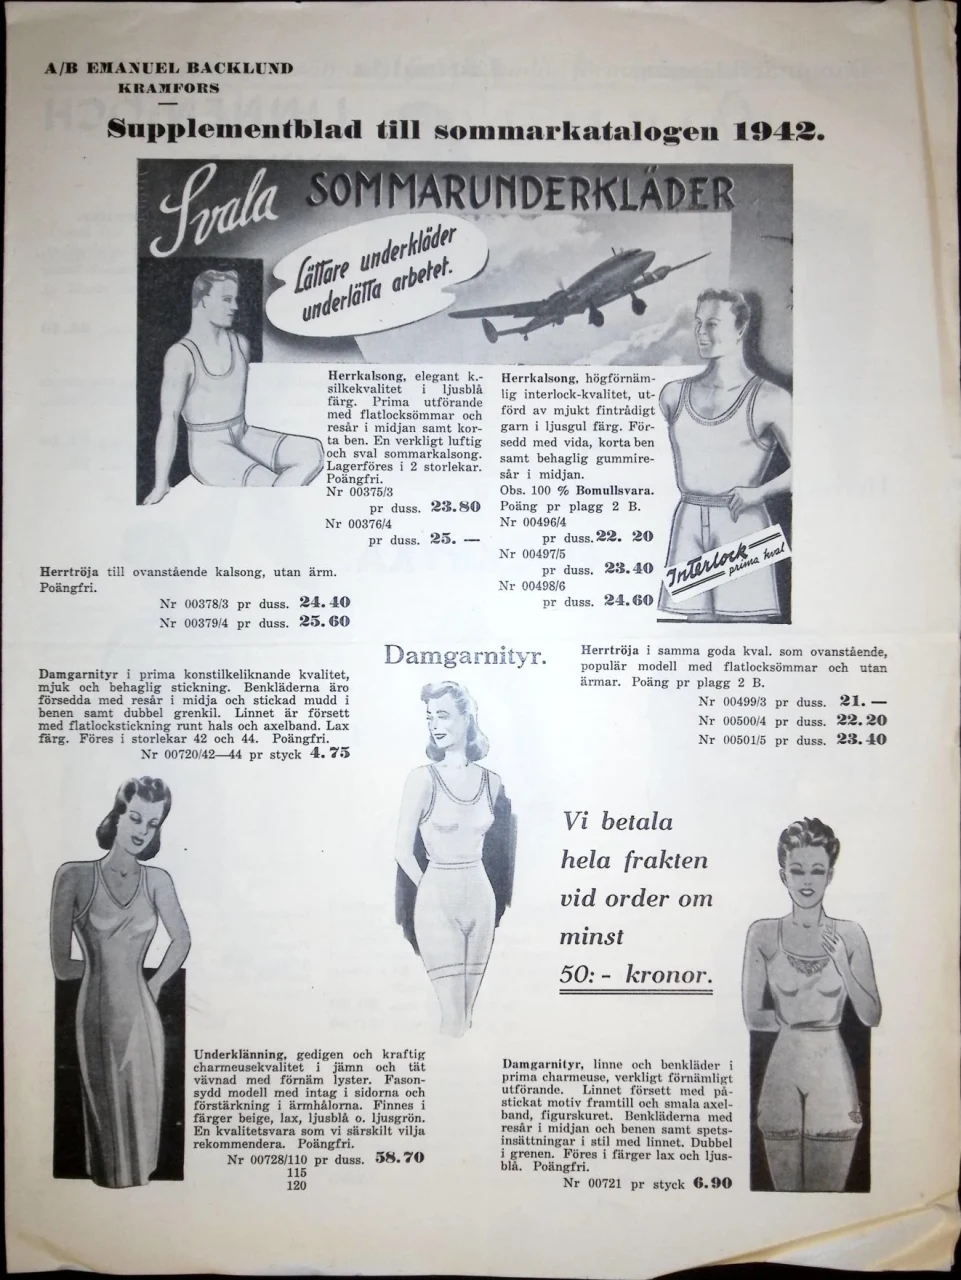 A/B EMANUEL BACKLUND
KRAMFORS
Supplementblad till sommarkatalogen 1942.
Svala SOMMARUNDERKLÄDER
Lättare underkläder
underlätta arbetet.
Herrkalsong, elegant k.-
silkekvalitet i ljusblå
färg. Prima utförande
med flatlocksömmar och
resår i midjan samt kor-
ta ben. En verkligt luftig
och sval sommarkalsong.
Lagerföres i 2 storlekar.
Poängfri.
Nr 00375/3
pr duss. 23.80
Nr 00376/4
pr duss. 25. —
Herrkalsong, högförnäm-
lig interlock-kvalitet, ut-
förd av mjukt fintrådigt
garn i ljusgul färg. För-
sedd med vida, korta ben
samt behaglig gummire-
sår i midjan.
Obs. 100 % Bomullsvara.
Poäng pr plagg 2 B.
Nr 00496/4
pr duss. 22. 20
Nr 00497/5
pr duss. 23.40
Nr 00498/6
pr duss. 24.60
Interlock
prima kval
Herrtröja till ovanstående kalsong, utan ärm.
Poängfri.
Nr 00378/3 pr duss. 24.40
Nr 00379/4 pr duss. 25.60
Damgarnityr.
Herrtröja i samma goda kval. som ovanstående,
populär modell med flatlocksömmar och utan
ärmar. Poäng pr plagg 2 B.
Nr 00499/3 pr duss. 21. —
Nr 00500/4 pr duss. 22.20
Nr 00501/5 pr duss. 23.40
Damgarnityr i prima konstilkeliknande kvalitet,
mjuk och behaglig stickning. Benkläderna äro
försedda med resår i midja och stickad mudd i
benen samt dubbel grenkil. Linnet är försett
med flatlockstickning runt hals och axelband. Lax
färg. Föres i storlekar 42 och 44. Poängfri.
Nr 00720/42—44 pr styck 4.75
Vi betala
hela frakten
vid order om
minst
50:- kronor.
Underklänning, gedigen och kraftig
charmeusekvalitet i jämn och tät
vävnad med förnäm lyster. Fason-
sydd modell med intag i sidorna och
förstärkning i ärmhålorna. Finnes i
färger beige, lax, ljusblå o. ljusgrön.
En kvalitetsvara som vi särskilt vilja
rekommendera. Poängfri.
Nr 00728/110 pr duss. 58.70
115
120
Damgarnityr, linne och benkläder i
prima charmeuse, verkligt förnämligt
utförande. Linnet försett med på-
stickat motiv framtill och smala axel-
band, figurskuret. Benkläderna med
resår i midjan och benen samt spets-
insättningar i stil med linnet. Dubbel
i grenen. Föres i färger lax och ljus-
blå. Poängfri.
Nr 00721 pr styck 6.90